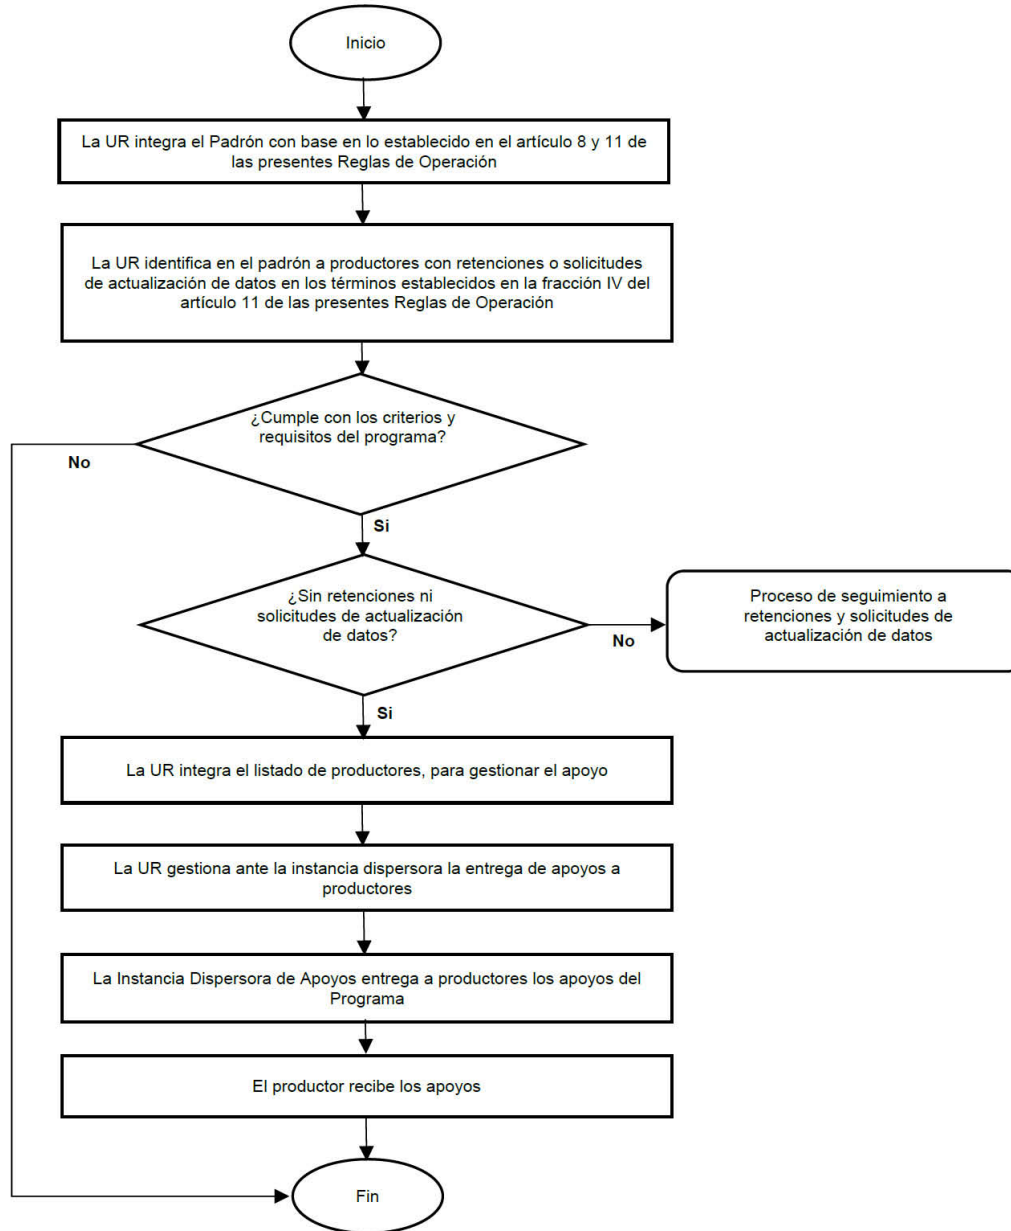 Inicio
La UR integra el Padrón con base en lo establecido en el artículo 8 y 11 de
las presentes Reglas de Operación
La UR identifica en el padrón a productores con retenciones o solicitudes
de actualización de datos en los términos establecidos en la fracción IV del
artículo 11 de las presentes Reglas de Operación
¿Cumple con los criterios y
requisitos del programa?
No
Si
¿Sin retenciones ni
solicitudes de actualización
de datos?
No
Proceso de seguimiento a
retenciones y solicitudes de
actualización de datos
Si
La UR integra el listado de productores, para gestionar el apoyo
La UR gestiona ante la instancia dispersora la entrega de apoyos a
productores
La Instancia Dispersora de Apoyos entrega a productores los apoyos del
Programa
El productor recibe los apoyos
Fin